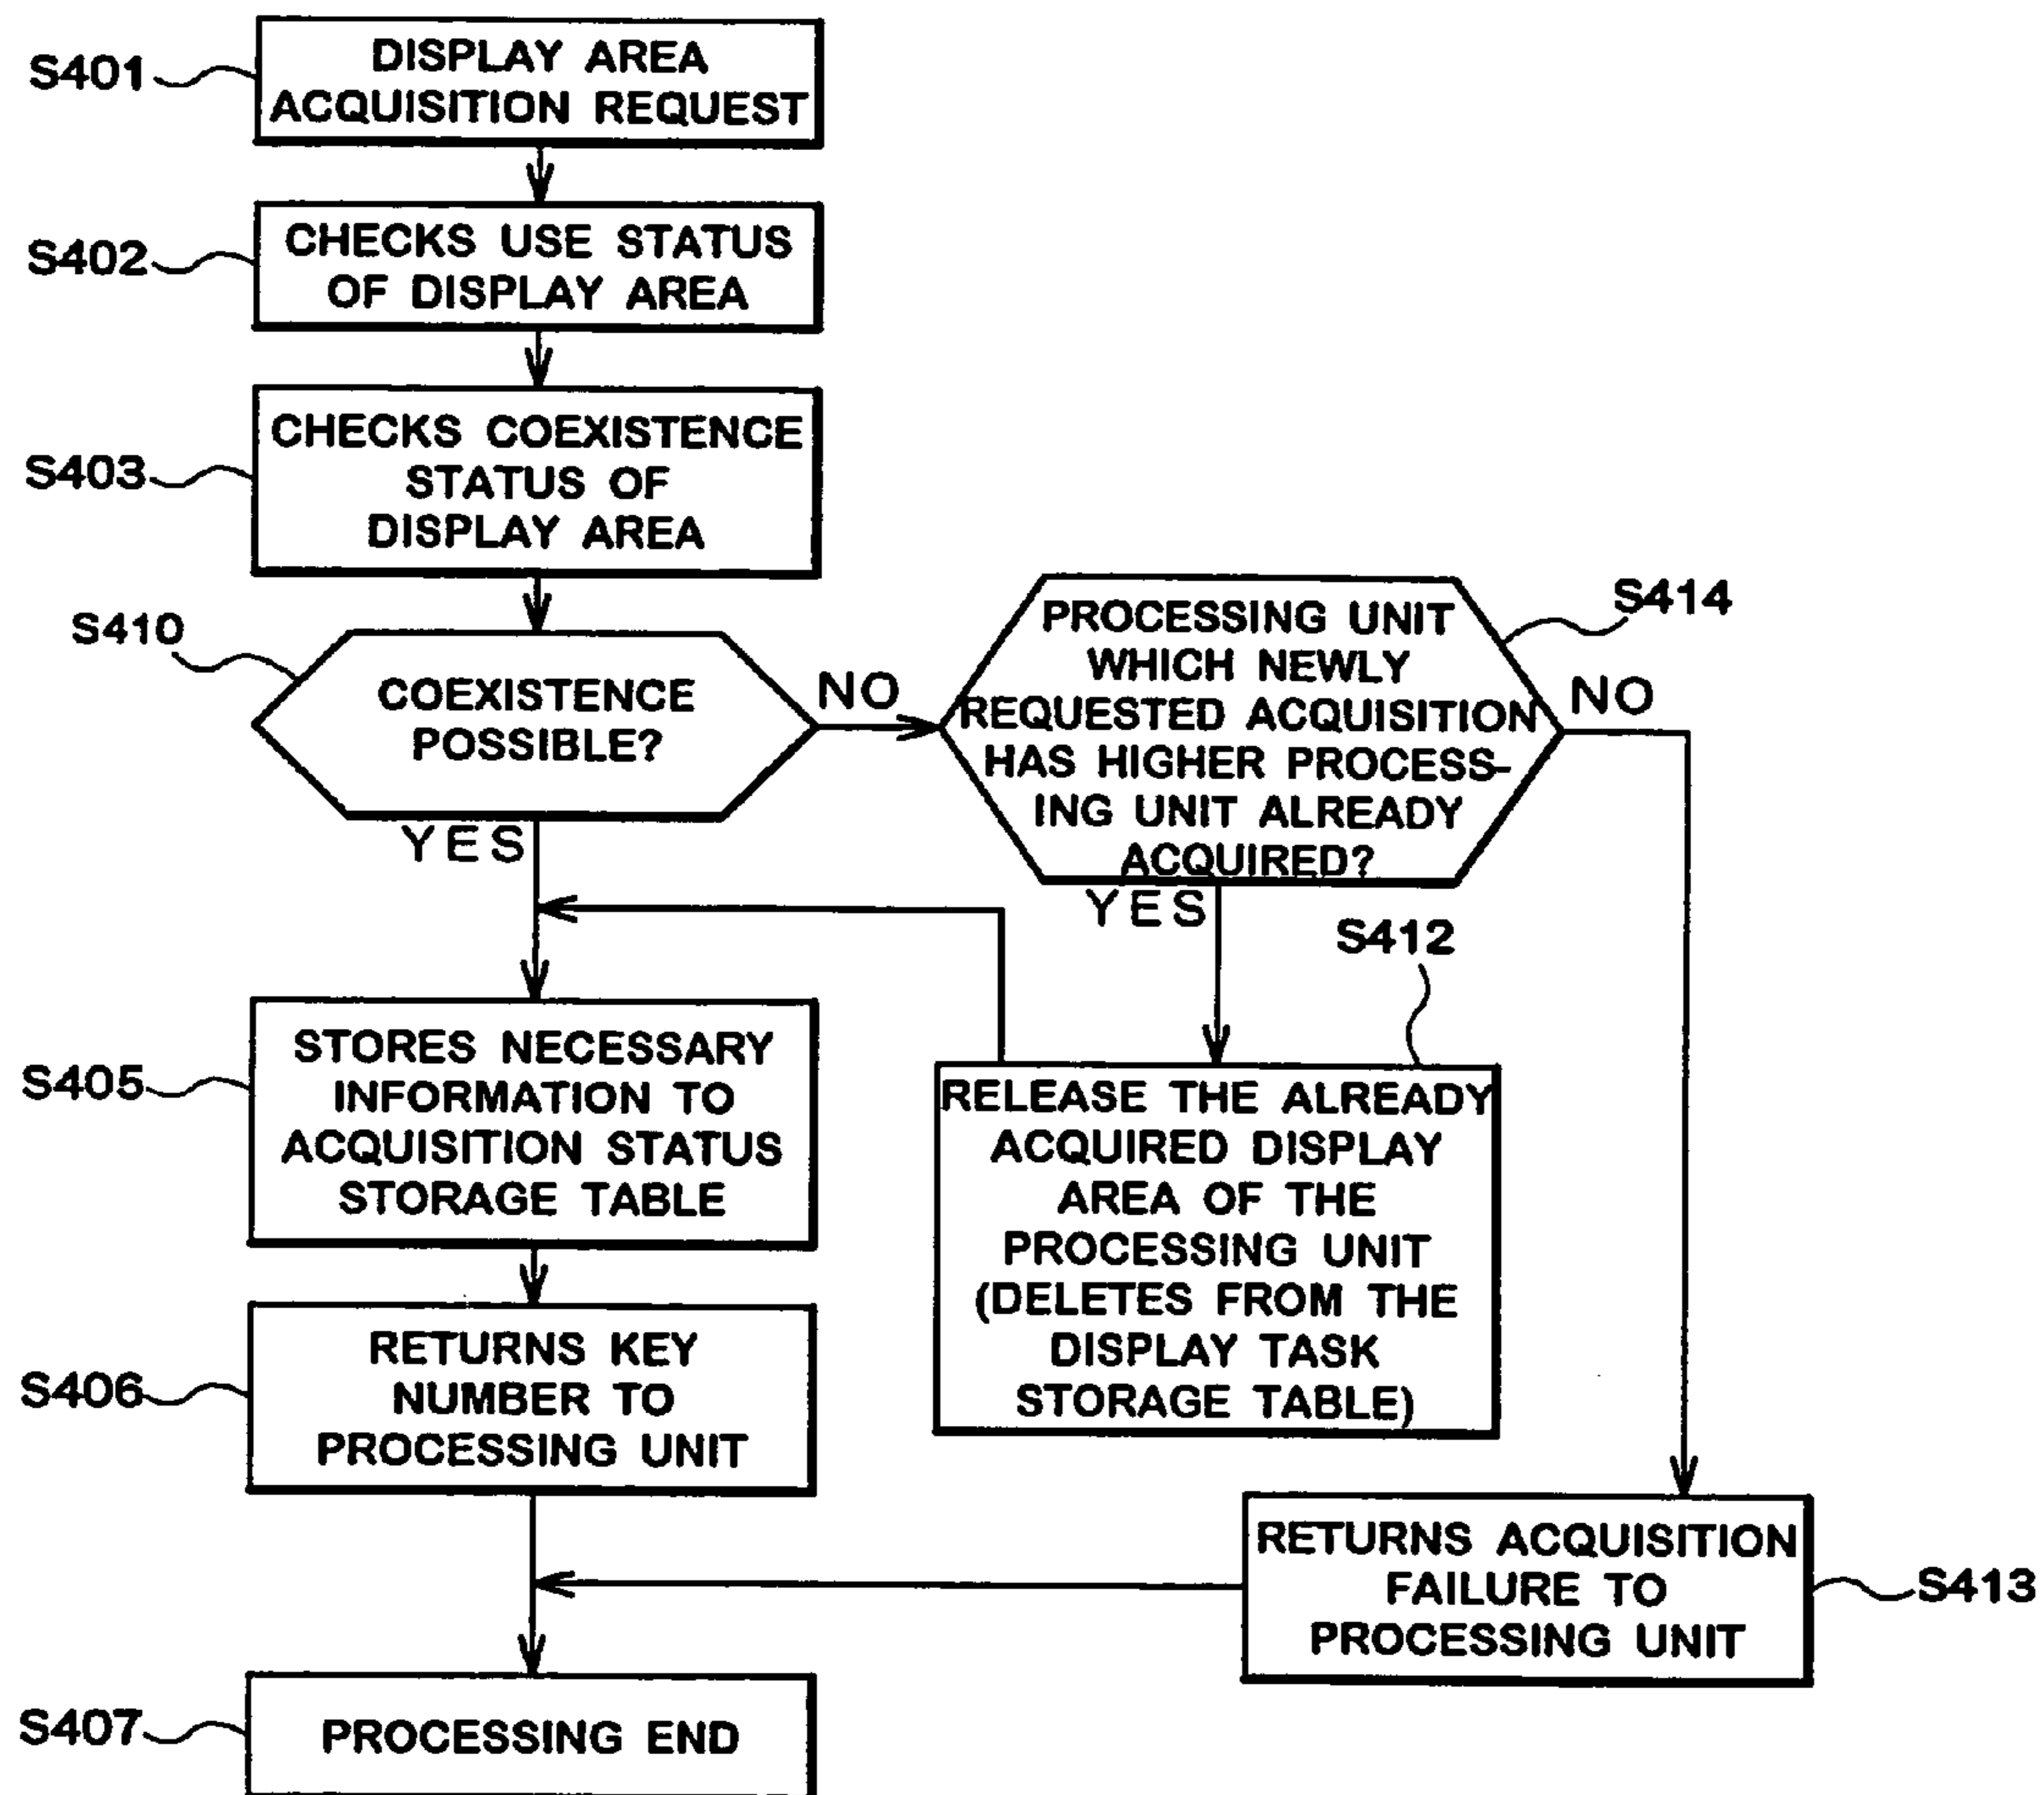 S401
DISPLAY AREA
ACQUISITION REQUEST
S402
CHECKS USE STATUS
OF DISPLAY AREA
S403
CHECKS COEXISTENCE
STATUS OF
DISPLAY AREA
S410
COEXISTENCE
POSSIBLE?
NO
YES
S414
PROCESSING UNIT
WHICH NEWLY
REQUESTED ACQUISITION
HAS HIGHER PROCESS-
ING UNIT ALREADY
ACQUIRED?
NO
YES
S412
RELEASE THE ALREADY
ACQUIRED DISPLAY
AREA OF THE
PROCESSING UNIT
(DELETES FROM THE
DISPLAY TASK
STORAGE TABLE)
S405
STORES NECESSARY
INFORMATION TO
ACQUISITION STATUS
STORAGE TABLE
S406
RETURNS KEY
NUMBER TO
PROCESSING UNIT
RETURNS ACQUISITION
FAILURE TO
PROCESSING UNIT
S413
S407
PROCESSING END